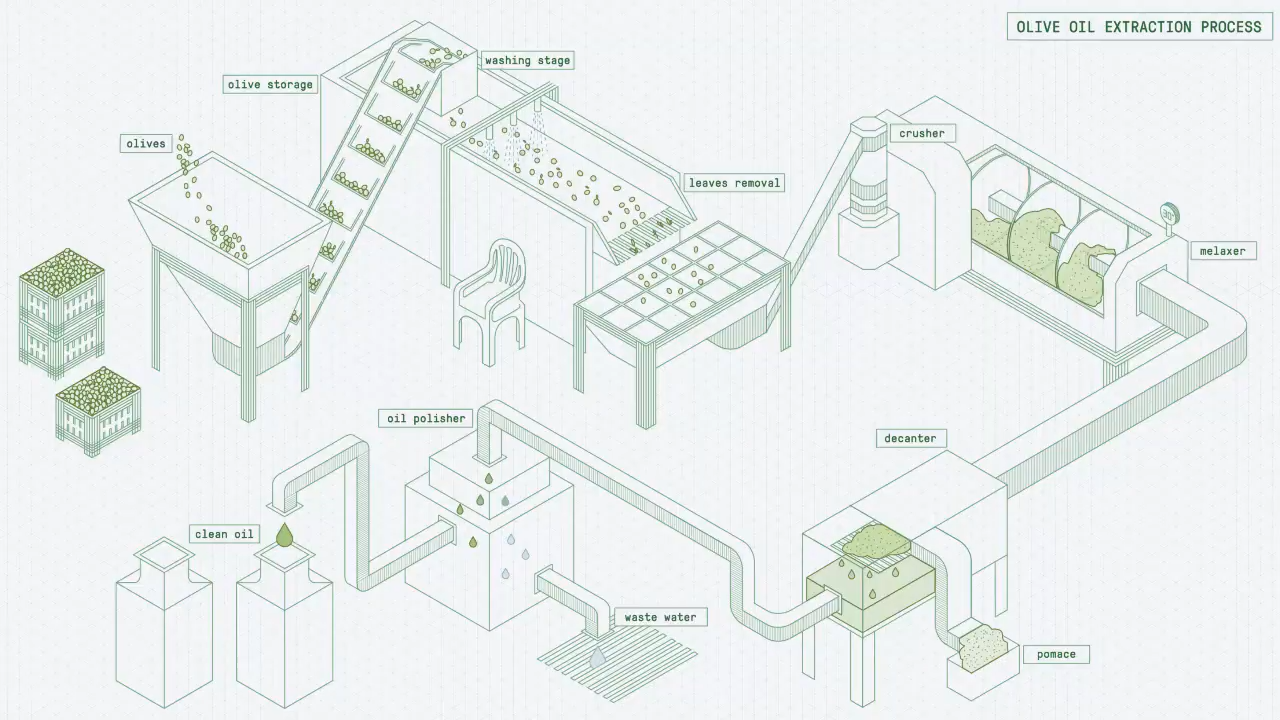 OLIVE OIL EXTRACTION PROCESS
washing stage
olive storage
olives
crusher
leaves removal
30°
melaxer
oil polisher
decanter
clean oil
waste water
pomace